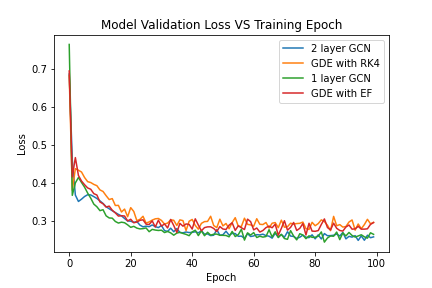 Model Validation Loss VS Training Epoch
2 layer GCN
GDE with RK4
1 layer GCN
GDE with EF
Loss
0.7
0.6
0.5
0.4
0.3
0 20 40 60 80 100
Epoch